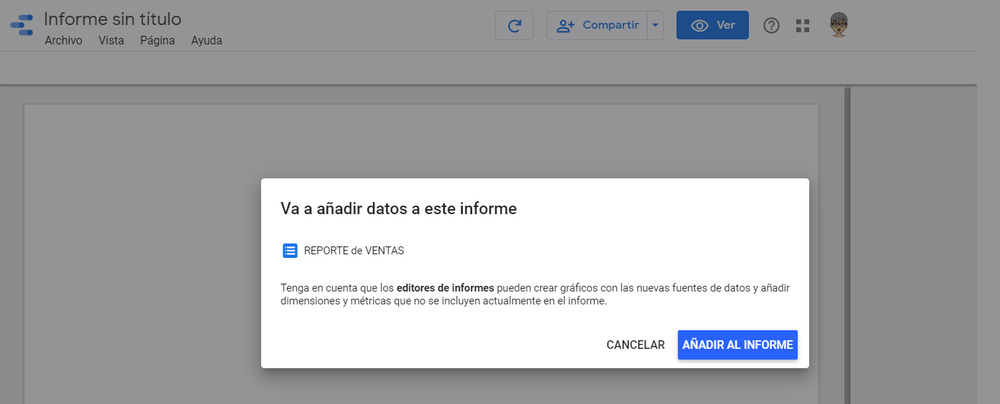 Informe sin título
Archivo Vista Página Ayuda
Compartir
Ver
Va a añadir datos a este informe
REPORTE de VENTAS
Tenga en cuenta que los editores de informes pueden crear gráficos con las nuevas fuentes de datos y añadir
dimensiones y métricas que no se incluyen actualmente en el informe.
CANCELAR AÑADIR AL INFORME